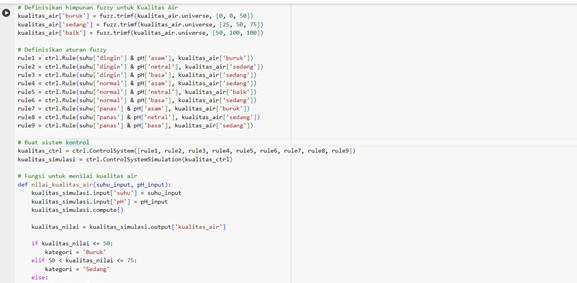 # Definisikan himpunan fuzzy untuk Kualitas Air
kualitas_air['buruk'] = fuzz.trimf(kualitas_air.universe, [0, 0, 50])
kualitas_air['sedang'] = fuzz.trimf(kualitas_air.universe, [25, 50, 75])
kualitas_air['baik'] = fuzz.trimf(kualitas_air.universe, [50, 100, 100])
# Definisikan aturan fuzzy
rule1 = ctrl.Rule(suhu['dingin'] & pH['asam'], kualitas_air['buruk'])
rule2 = ctrl.Rule(suhu['dingin'] & pH['netral'], kualitas_air['sedang'])
rule3 = ctrl.Rule(suhu['dingin'] & pH['basa'], kualitas_air['sedang'])
rule4 = ctrl.Rule(suhu['normal'] & pH['asam'], kualitas_air['sedang'])
rule5 = ctrl.Rule(suhu['normal'] & pH['netral'], kualitas_air['baik'])
rule6 = ctrl.Rule(suhu['normal'] & pH['basa'], kualitas_air['sedang'])
rule7 = ctrl.Rule(suhu['panas'] & pH['asam'], kualitas_air['buruk'])
rule8 = ctrl.Rule(suhu['panas'] & pH['netral'], kualitas_air['sedang'])
rule9 = ctrl.Rule(suhu['panas'] & pH['basa'], kualitas_air['sedang'])
# Buat sistem kontrol
kualitas_ctrl = ctrl.ControlSystem([rule1, rule2, rule3, rule4, rule5, rule6, rule7, rule8, rule9])
kualitas_simulasi = ctrl.ControlSystemSimulation(kualitas_ctrl)
# Fungsi untuk menilai kualitas air
def nilai_kualitas_air(suhu_input, pH_input):
kualitas_simulasi.input['suhu'] = suhu_input
kualitas_simulasi.input['pH'] = pH_input
kualitas_simulasi.compute()
kualitas_nilai = kualitas_simulasi.output['kualitas_air']
if kualitas_nilai <= 50:
kategori = 'Buruk'
elif 50 < kualitas_nilai <= 75:
kategori = 'Sedang'
else: